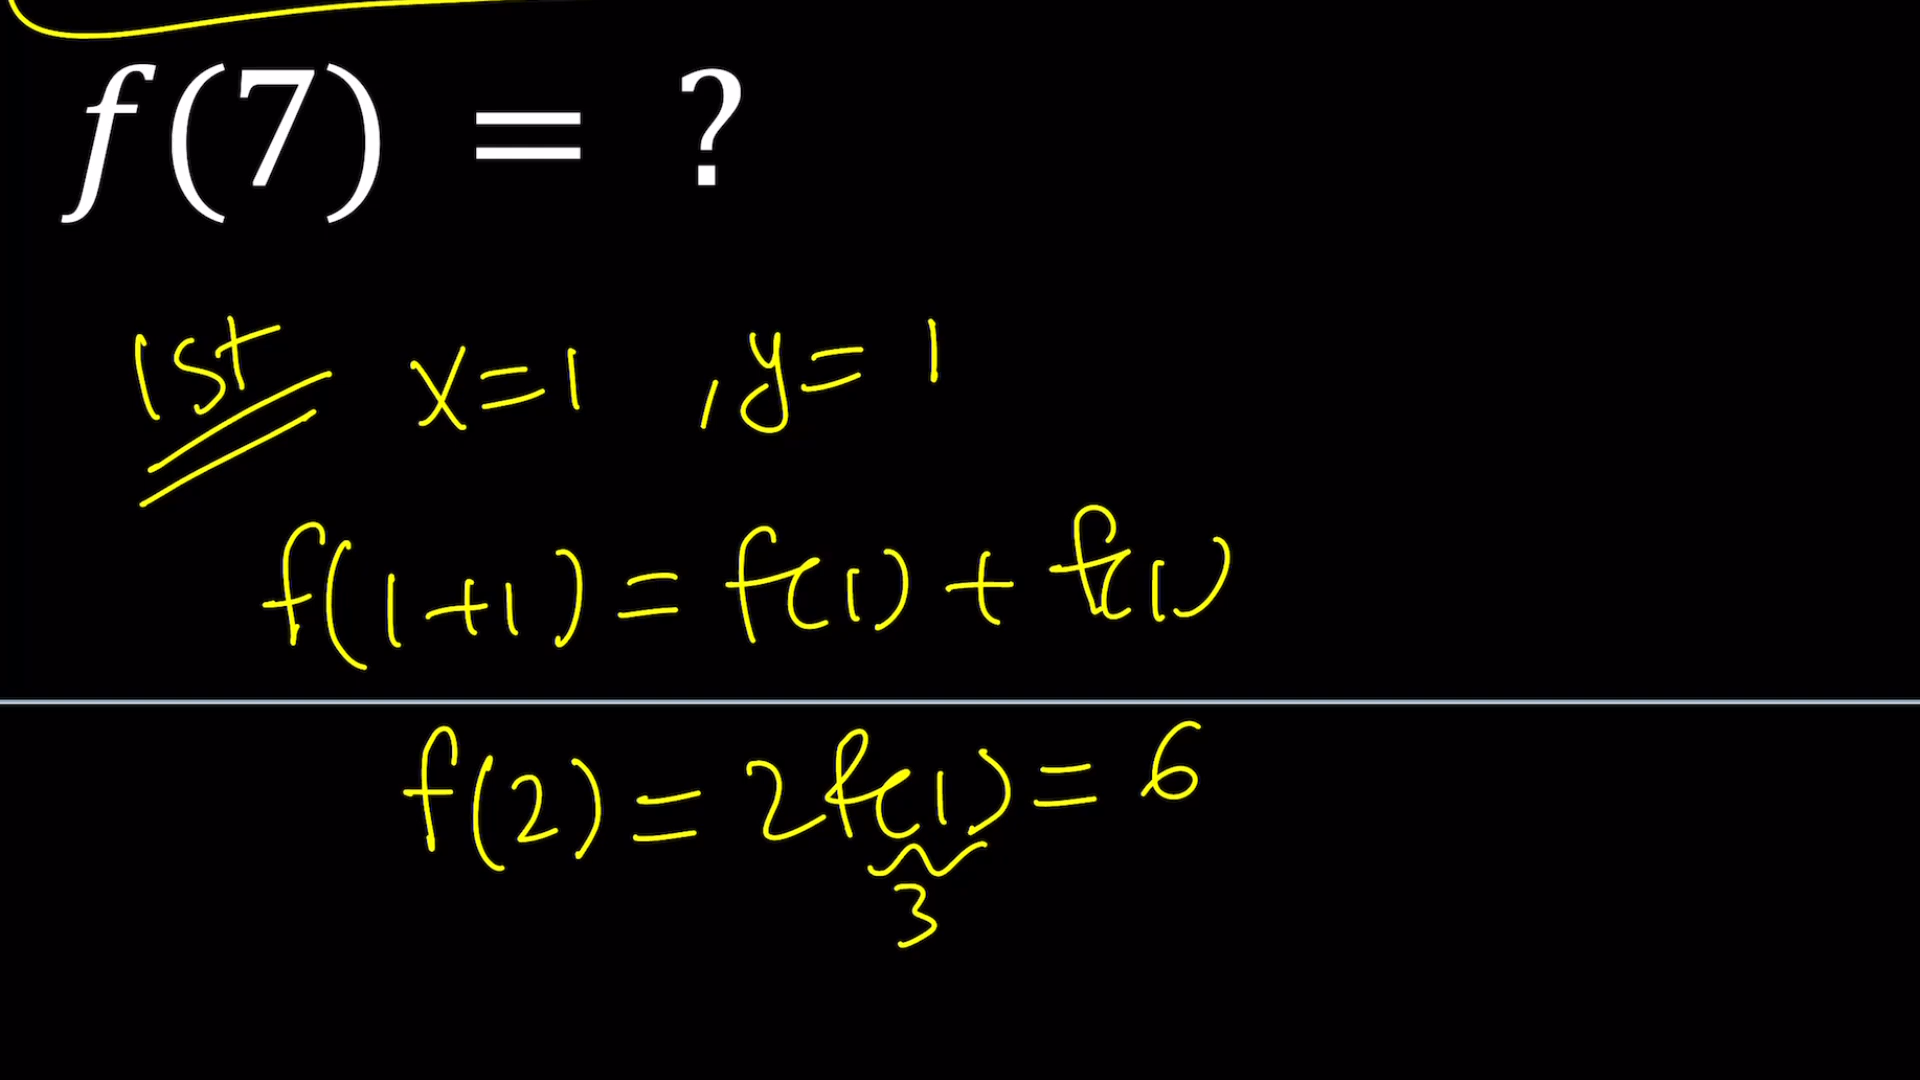 f(7) = ?
1st x=1 , y=1
f(1+1) = f(1) + f(1)
f(2) = 2f(1) = 6
3